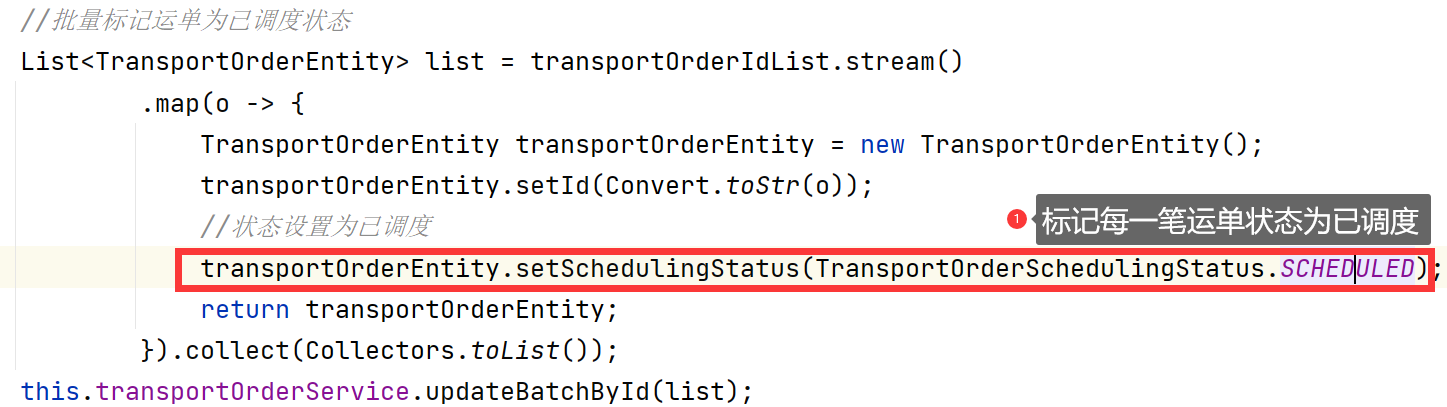 //批量标记运单为已调度状态
List<TransportOrderEntity> list = transportOrderIdList.stream()
.map(o -> {
TransportOrderEntity transportOrderEntity = new TransportOrderEntity();
transportOrderEntity.setId(Convert.toStr(o));
//状态设置为已调度
1 标记每一笔运单状态为已调度
transportOrderEntity.setSchedulingStatus(TransportOrderSchedulingStatus.SCHEDULED);
return transportOrderEntity;
}).collect(Collectors.toList());
this.transportOrderService.updateBatchById(list);